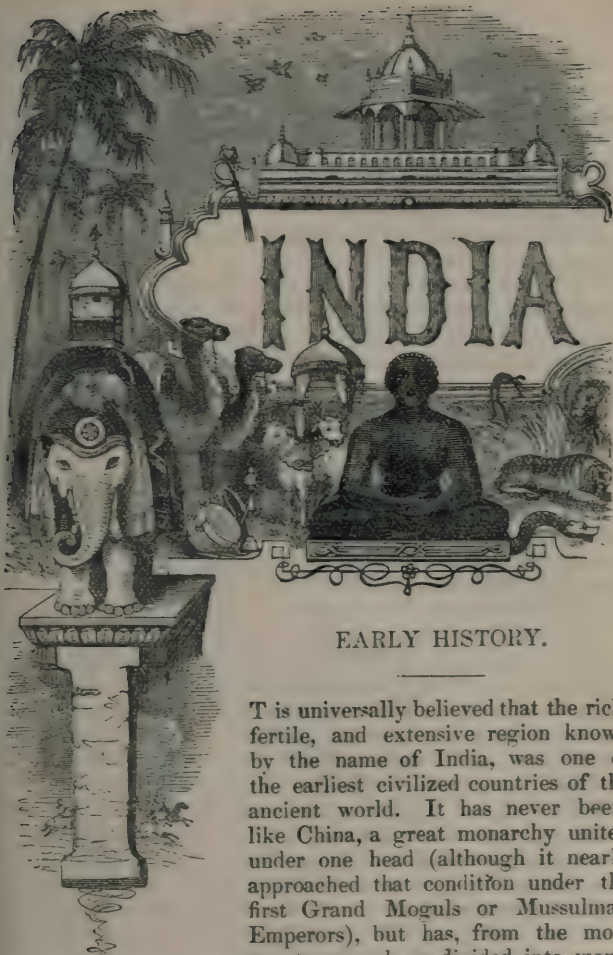 INDIA
EARLY HISTORY.
T is universally believed that the ric
fertile, and extensive region know
by the name of India, was one
the earliest civilized countries of th
ancient world. It has never bee
like China, a great monarchy unite
under one head (although it nearl
approached that condition under th
first Grand Moguls or Mussulma
Emperors), but has, from the mo